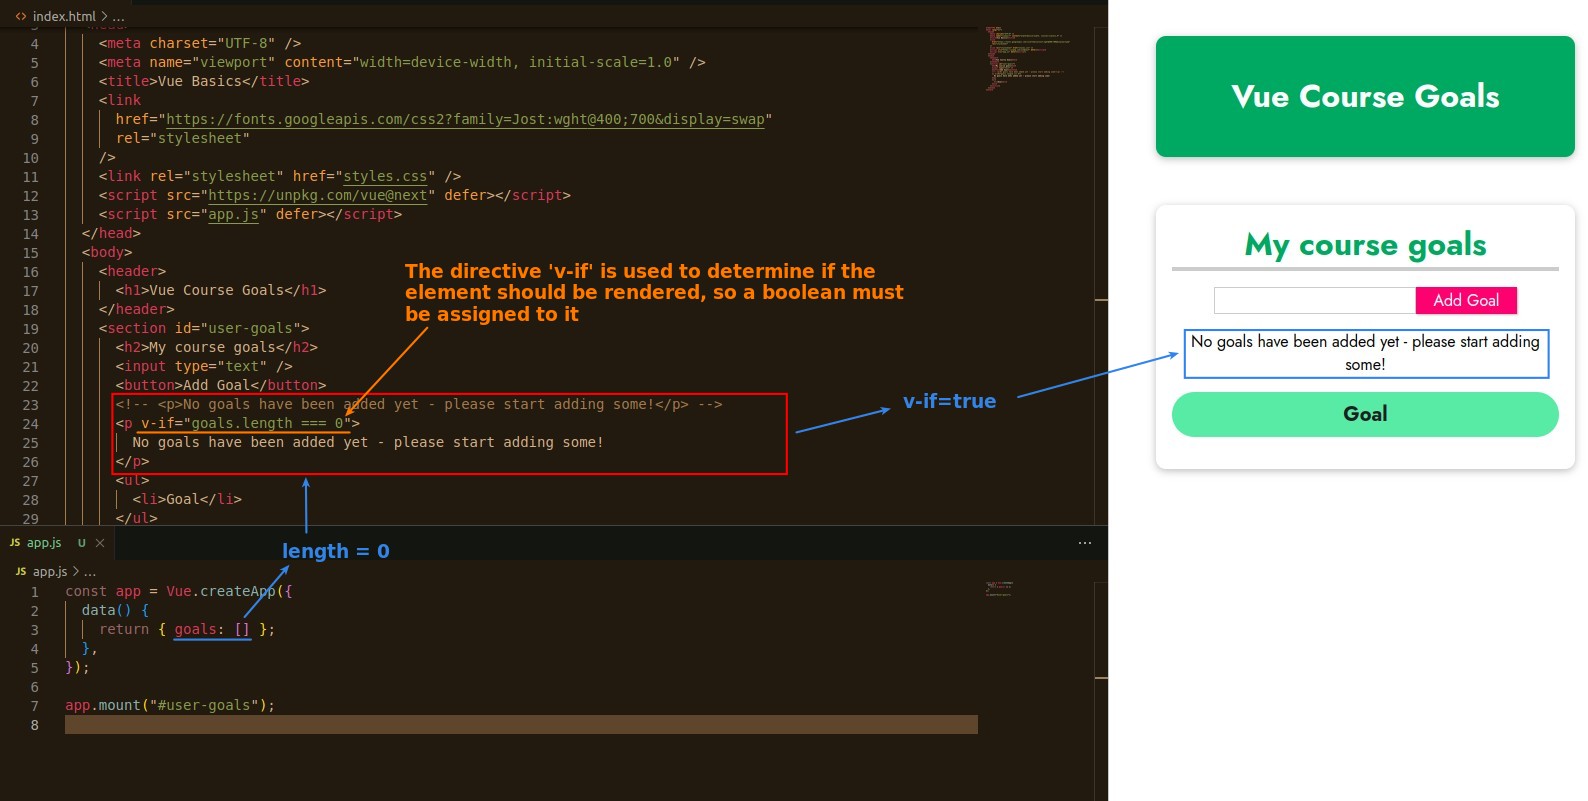 <> index.html > ...
4 <meta charset="UTF-8" />
5 <meta name="viewport" content="width=device-width, initial-scale=1.0" />
6 <title>Vue Basics</title>
7 <link
8 href="https://fonts.googleapis.com/css2?family=Jost:wght@400;700&display=swap"
9 rel="stylesheet"
10 />
11 <link rel="stylesheet" href="styles.css" />
12 <script src="https://unpkg.com/vue@next" defer></script>
13 <script src="app.js" defer></script>
14 </head>
15 <body>
16 <header>
17 <h1>Vue Course Goals</h1>
18 </header>
19 <section id="user-goals">
20 <h2>My course goals</h2>
21 <input type="text" />
22 <button>Add Goal</button>
23 <!-- <p>No goals have been added yet - please start adding some!</p> -->
24 <p v-if="goals.length === 0">
25 No goals have been added yet - please start adding some!
26 </p>
27 <ul>
28 <li>Goal</li>
29 </ul>
The directive 'v-if' is used to determine if the
element should be rendered, so a boolean must
be assigned to it
v-if=true
length = 0
JS app.js U ×
...
JS app.js > ...
1 const app = Vue.createApp({
2 data() {
3 return { goals: [] };
4 },
5 });
6
7 app.mount("#user-goals");
8
Vue Course Goals
My course goals
Add Goal
No goals have been added yet - please start adding
some!
Goal